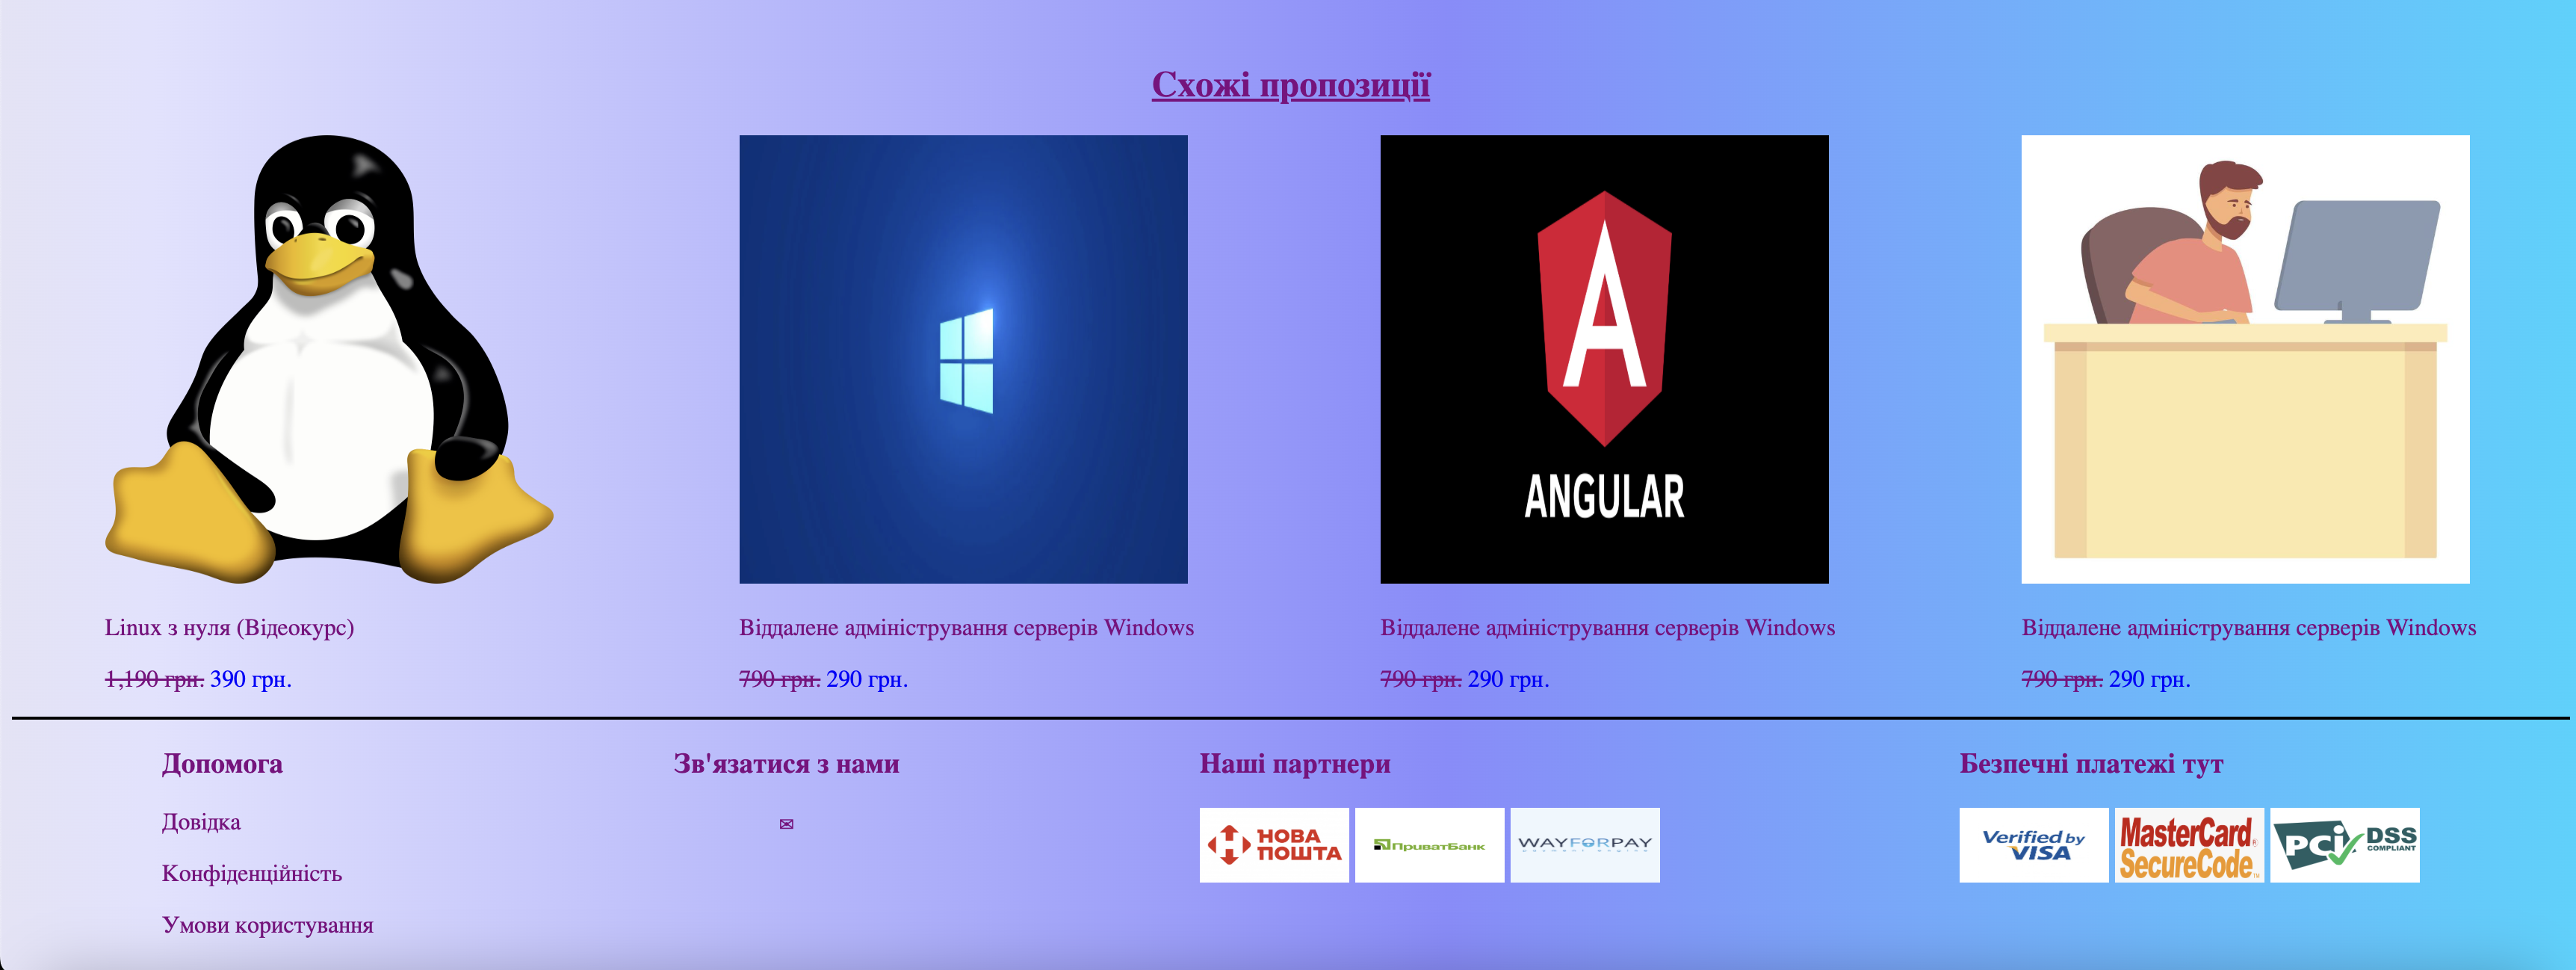 Схожі пропозиції
ANGULAR
Linux з нуля (Відеокурс)
1,190 грн. 390 грн.
Віддалене адміністрування серверів Windows
790 грн. 290 грн.
Віддалене адміністрування серверів Windows
790 грн. 290 грн.
Віддалене адміністрування серверів Windows
790 грн. 290 грн.
Допомога
Довідка
Конфіденційність
Умови користування
Зв'язатися з нами
Наші партнери
НОВА
ПОШТА
ПриватБанк
WAYFORPAY
Безпечні платежі тут
Verified by
VISA
MasterCard
SecureCode
PCI DSS
COMPLIANT